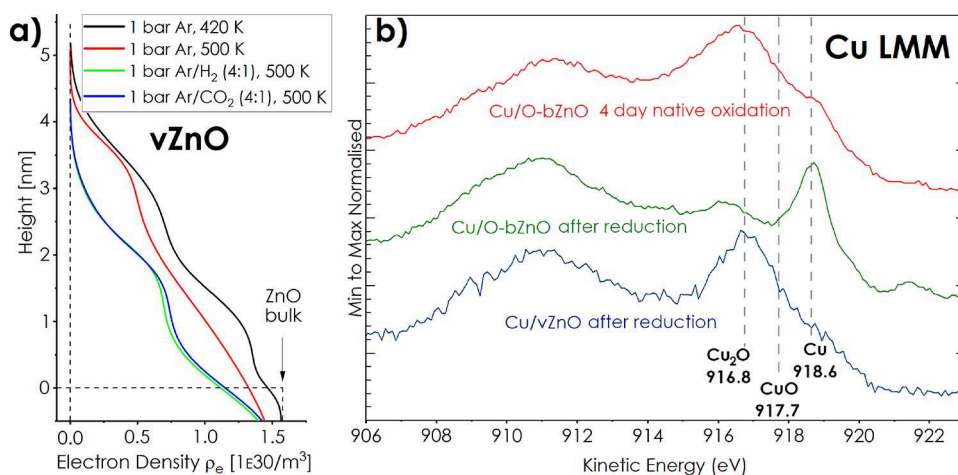 a)
1 bar Ar, 420 K
1 bar Ar, 500 K
1 bar Ar/H₂ (4:1), 500 K
1 bar Ar/CO₂ (4:1), 500 K
vZnO
ZnO
bulk
5
4
3
2
1
0
Height [nm]
0.0
0.5
1.0
1.5
Electron Density ρₑ [1E30/m³]
b)
Cu LMM
Cu/O-bZnO 4 day native oxidation
Cu/O-bZnO after reduction
Cu/vZnO after reduction
Cu₂O
916.8
CuO
917.7
Cu
918.6
Min to Max Normalised
906
908
910
912
914
916
918
920
922
Kinetic Energy (eV)